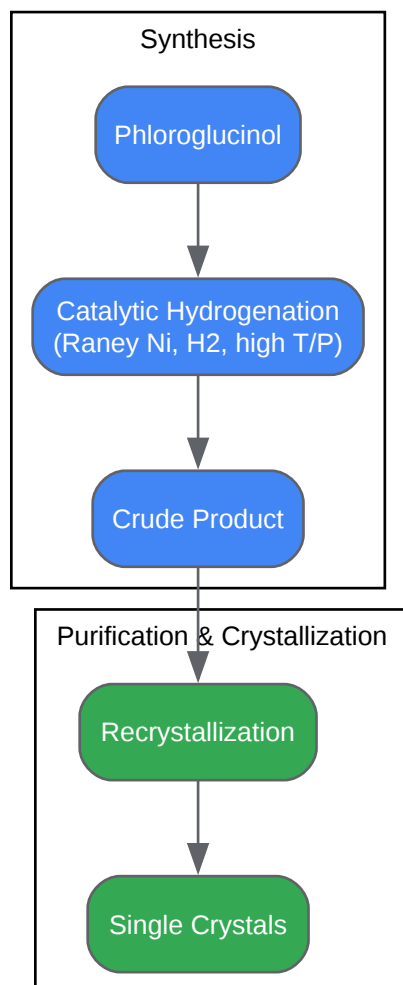 Synthesis
Phloroglucinol
Catalytic Hydrogenation
(Raney Ni, H2, high T/P)
Crude Product
Purification & Crystallization
Recrystallization
Single Crystals